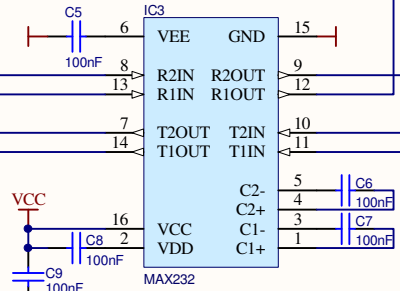 IC3
C5
100nF
6 VEE GND 15
8 R2IN R2OUT 9
13 R1IN R1OUT 12
7 T2OUT T2IN 10
14 T1OUT T1IN 11
C2- 5
C6
100nF
C2+ 4
C1- 3
C7
100nF
C1+ 1
VCC
16 VCC
2 VDD
C8
100nF
C9
100nF
MAX232